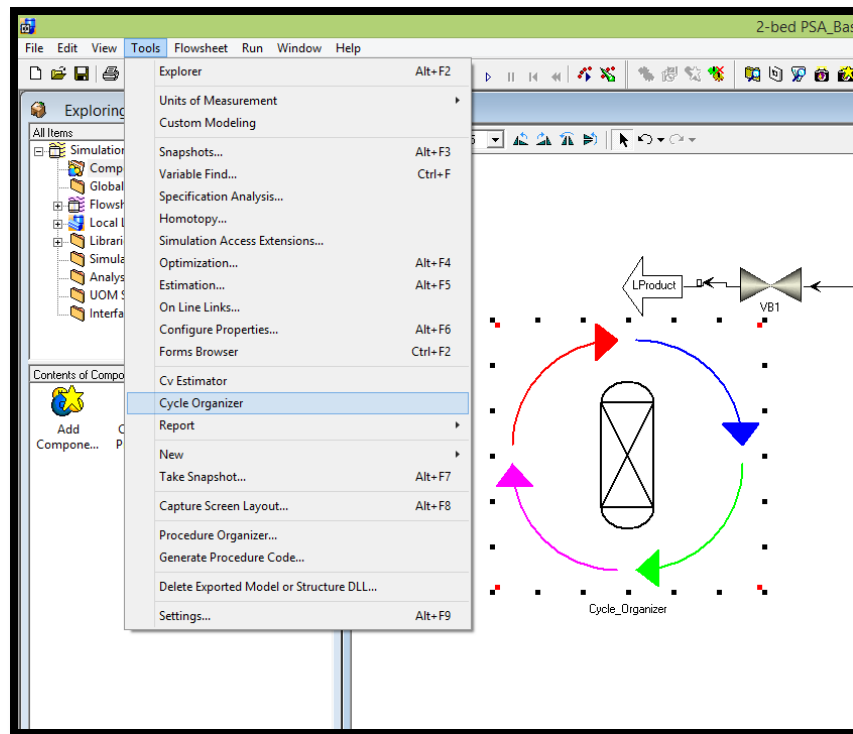 2-bed PSA_Bas
File Edit View Tools Flowsheet Run Window Help
Explorer Alt+F2
Units of Measurement
Custom Modeling
Snapshots... Alt+F3
Variable Find... Ctrl+F
Specification Analysis...
Homotopy...
Simulation Access Extensions...
Optimization... Alt+F4
Estimation... Alt+F5
On Line Links...
Configure Properties... Alt+F6
Forms Browser Ctrl+F2
Cv Estimator
Cycle Organizer
Report
New
Take Snapshot... Alt+F7
Capture Screen Layout... Alt+F8
Procedure Organizer...
Generate Procedure Code...
Delete Exported Model or Structure DLL...
Settings... Alt+F9
Exploring
All Items
Simulation
Comp
Global
Flowsh
Local L
Librari
Simula
Analys
UOM S
Interfa
Contents of Compo
Add C
Compone... P
LProduct
VB1
Cycle_Organizer